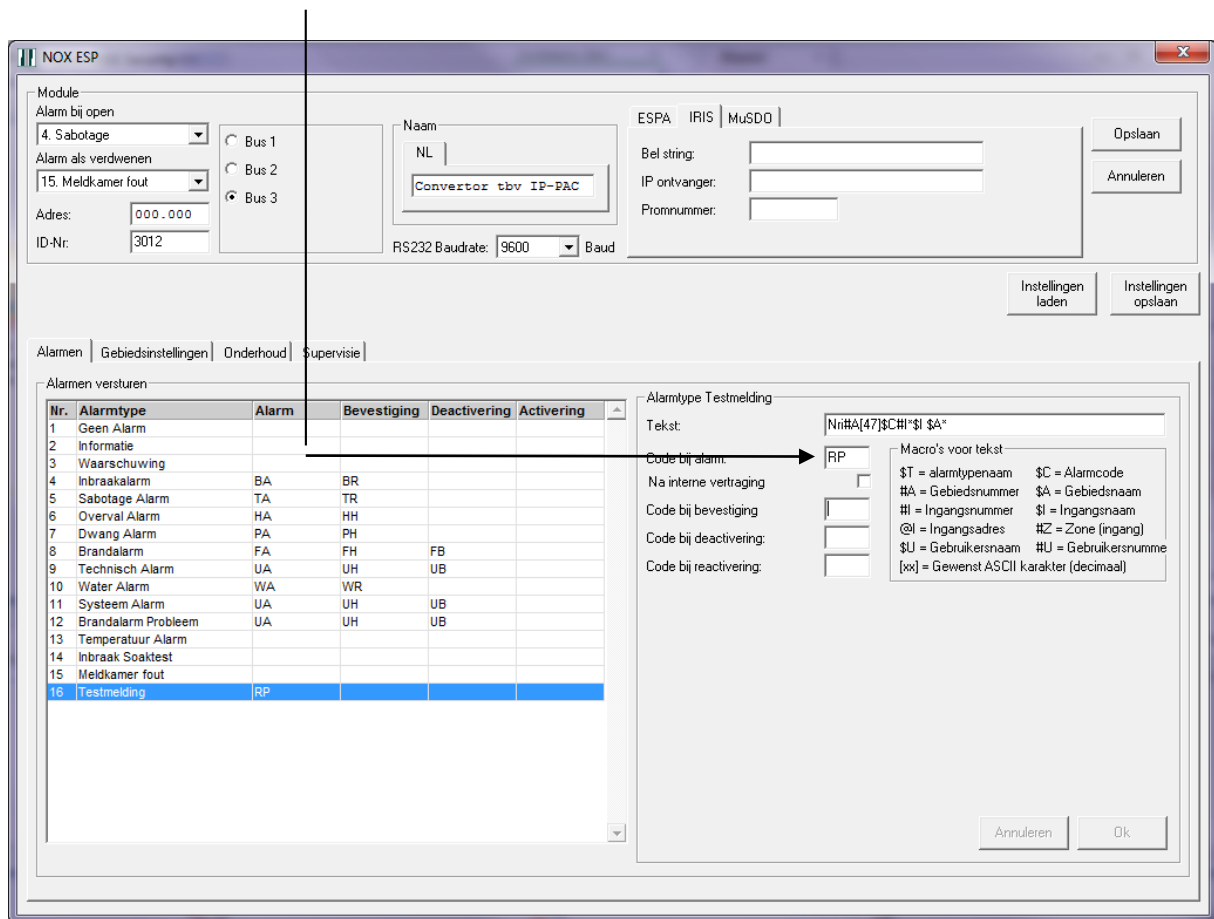 NOX ESP
Module
Alarm bij open
4. Sabotage
Alarm als verdwenen
15. Meldkamer fout
Adres: 000.000
ID-Nr: 3012
Bus 1
Bus 2
Bus 3
Naam
NL
Convertor tbv IP-PAC
RS232 Baudrate: 9600 Baud
ESPA IRIS MuSDO
Bel string:
IP ontvanger:
Promnummer:
Opslaan
Annuleren
Instellingen laden
Instellingen opslaan
Alarmen Gebiedsinstellingen Onderhoud Supervisie
Alarmen versturen
Nr. Alarmtype Alarm Bevestiging Deactivering Activering
1 Geen Alarm
2 Informatie
3 Waarschuwing
4 Inbraakalarm BA BR
5 Sabotage Alarm TA TR
6 Overval Alarm HA HH
7 Dwang Alarm PA PH
8 Brandalarm FA FH FB
9 Technisch Alarm UA UH UB
10 Water Alarm WA WR
11 Systeem Alarm UA UH UB
12 Brandalarm Probleem UA UH UB
13 Temperatuur Alarm
14 Inbraak Soaktest
15 Meldkamer fout
16 Testmelding RP
Alarmtype Testmelding
Tekst: Nri#A[47]$C#I*$I $A*
Code bij alarm: RP
Na interne vertraging
Code bij bevestiging
Code bij deactivering:
Code bij reactivering:
Macro's voor tekst
$T = alarmtypenaam $C = Alarmcode
#A = Gebiedsnummer $A = Gebiedsnaam
#I = Ingangsnummer $I = Ingangsnaam
@I = Ingangsadres #Z = Zone (ingang)
$U = Gebruikersnaam #U = Gebruikersnumme
[xx] = Gewenst ASCII karakter (decimaal)
Annuleren Ok